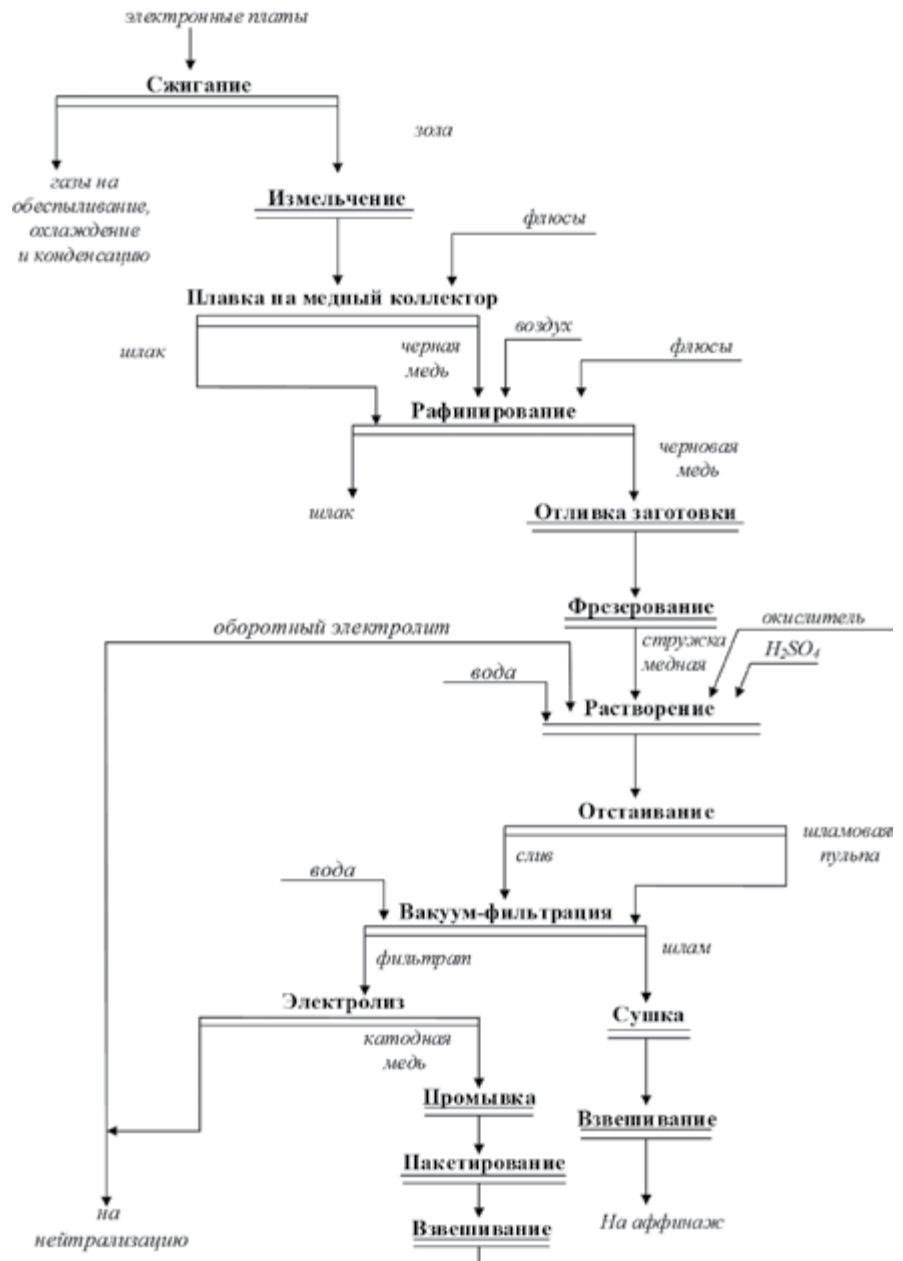 электронные платы
Сжигание
зола
газы на
обеспыливание,
охлаждение
и конденсацию
Измельчение
флюсы
Плавка на медный коллектор
шлак
черная
медь
воздух
флюсы
Рафинирование
черновая
медь
шлак
Отливка заготовки
Фрезерование
оборотный электролит
стружка
медная
окислитель
H₂SO₄
вода
Растворение
Отстаивание
слив
шламовая
пульпа
вода
Вакуум-фильтрация
фильтрат
шлам
Электролиз
Сушка
катодная
медь
Промывка
Взвешивание
Пакетирование
на
нейтрализацию
На аффинаж
Взвешивание